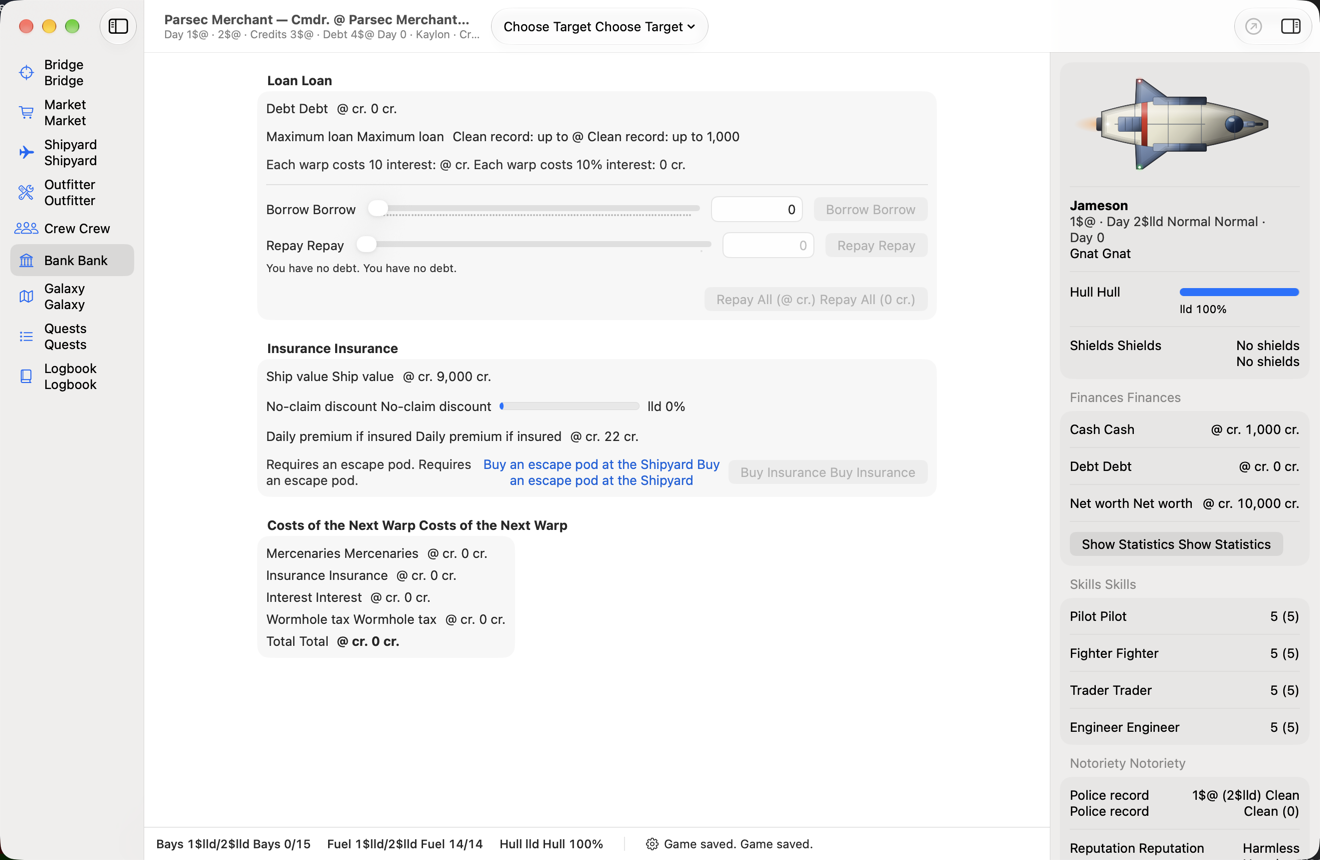 Parsec Merchant — Cmdr. @ Parsec Merchant...
Day 1$@ · 2$@ · Credits 3$@ · Debt 4$@ Day 0 · Kaylon · Cr...
Choose Target Choose Target
Bridge
Bridge
Market
Market
Shipyard
Shipyard
Outfitter
Outfitter
Crew Crew
Bank Bank
Galaxy
Galaxy
Quests
Quests
Logbook
Logbook
Loan Loan
Debt Debt @ cr. 0 cr.
Maximum loan Maximum loan Clean record: up to @ Clean record: up to 1,000
Each warp costs 10 interest: @ cr. Each warp costs 10% interest: 0 cr.
Borrow Borrow 0 Borrow Borrow
Repay Repay 0 Repay Repay
You have no debt. You have no debt.
Repay All (@ cr.) Repay All (0 cr.)
Insurance Insurance
Ship value Ship value @ cr. 9,000 cr.
No-claim discount No-claim discount lld 0%
Daily premium if insured Daily premium if insured @ cr. 22 cr.
Requires an escape pod. Requires
an escape pod.
Buy an escape pod at the Shipyard Buy
an escape pod at the Shipyard
Buy Insurance Buy Insurance
Costs of the Next Warp Costs of the Next Warp
Mercenaries Mercenaries @ cr. 0 cr.
Insurance Insurance @ cr. 0 cr.
Interest Interest @ cr. 0 cr.
Wormhole tax Wormhole tax @ cr. 0 cr.
Total Total @ cr. 0 cr.
Jameson
1$@ · Day 2$lld Normal Normal ·
Day 0
Gnat Gnat
Hull Hull
lld 100%
Shields Shields No shields
No shields
Finances Finances
Cash Cash @ cr. 1,000 cr.
Debt Debt @ cr. 0 cr.
Net worth Net worth @ cr. 10,000 cr.
Show Statistics Show Statistics
Skills Skills
Pilot Pilot 5 (5)
Fighter Fighter 5 (5)
Trader Trader 5 (5)
Engineer Engineer 5 (5)
Notoriety Notoriety
Police record 1$@ (2$lld) Clean
Police record Clean (0)
Reputation Reputation Harmless
Bays 1$lld/2$lld Bays 0/15 Fuel 1$lld/2$lld Fuel 14/14 Hull lld Hull 100% Game saved. Game saved.